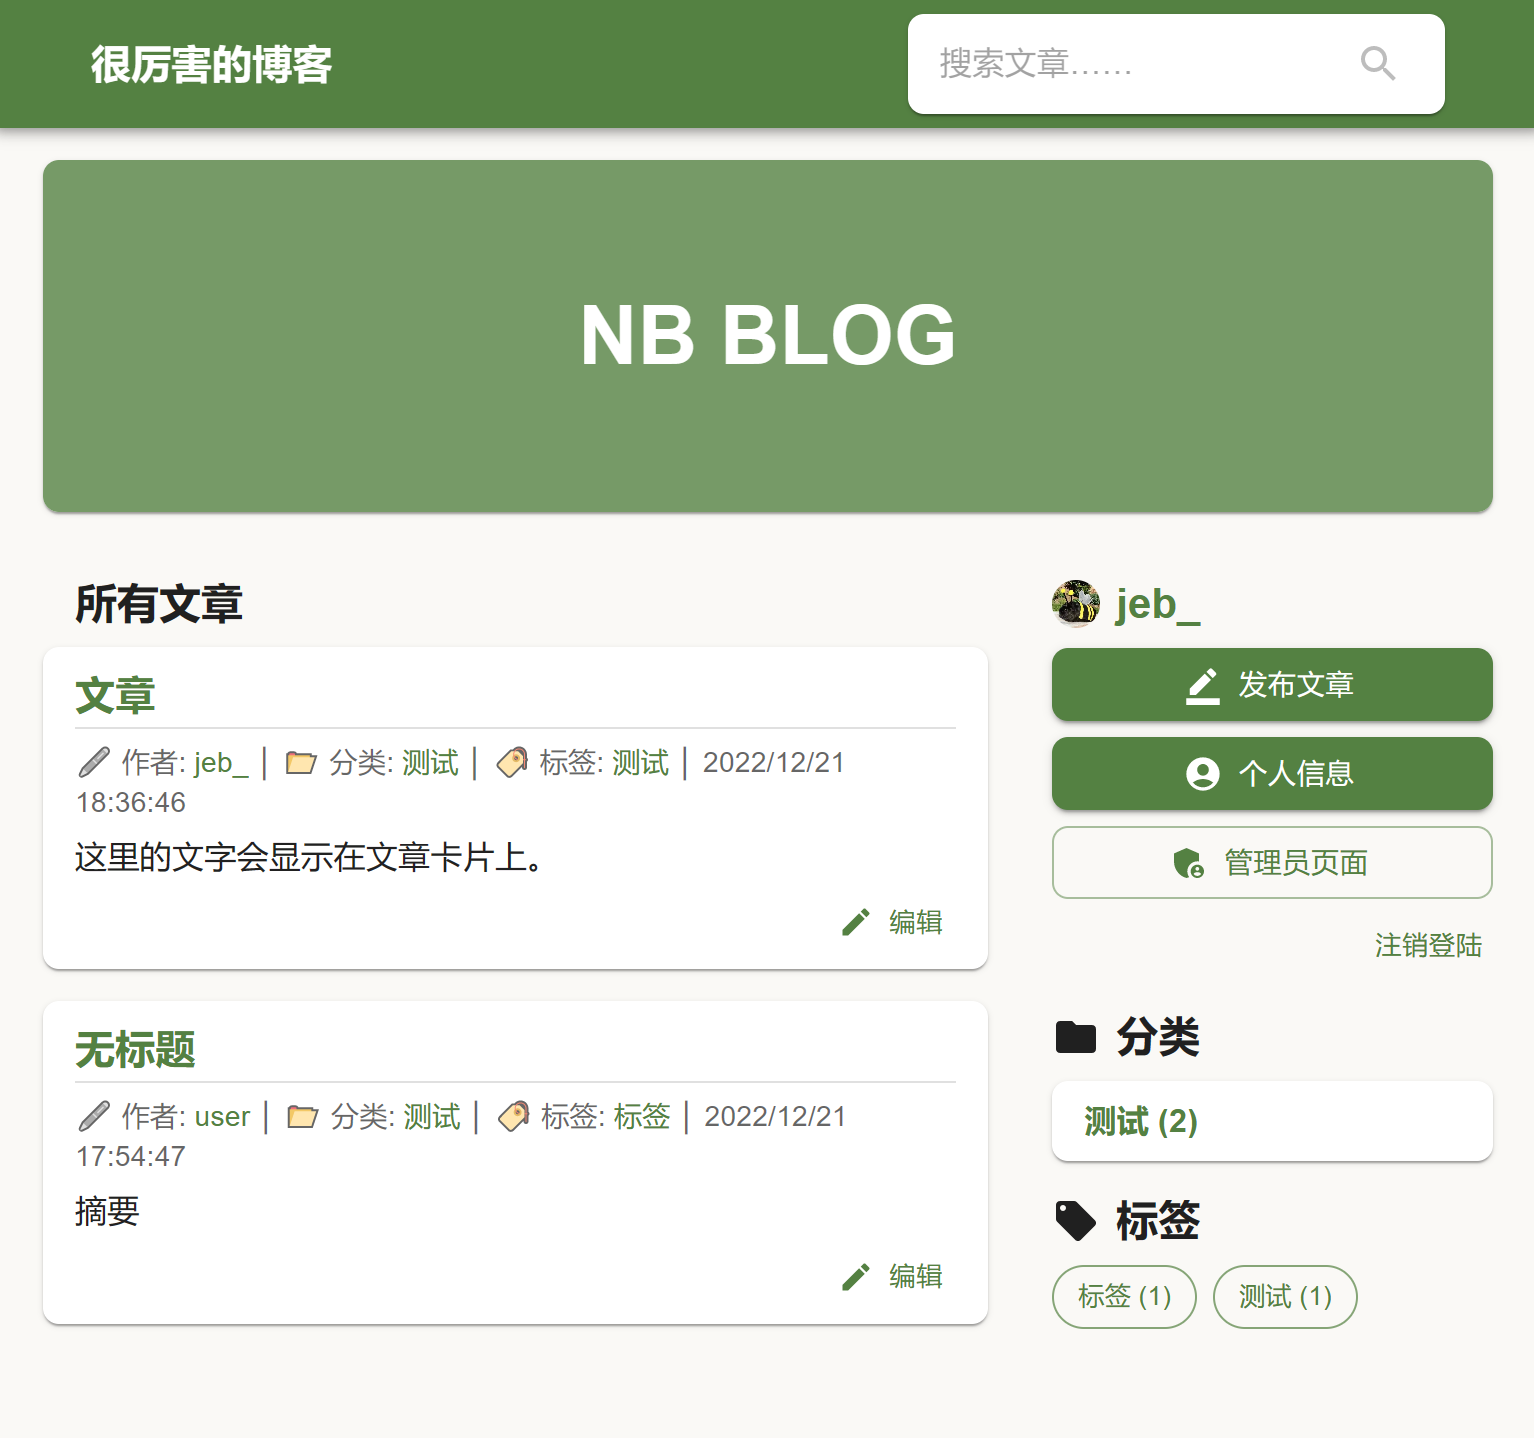 很厉害的博客
搜索文章……
NB BLOG
所有文章
文章
作者: jeb_ | 分类: 测试 | 标签: 测试 | 2022/12/21
18:36:46
这里的文字会显示在文章卡片上。
编辑
无标题
作者: user | 分类: 测试 | 标签: 标签 | 2022/12/21
17:54:47
摘要
编辑
jeb_
发布文章
个人信息
管理员页面
注销登陆
分类
测试 (2)
标签
标签 (1) 测试 (1)